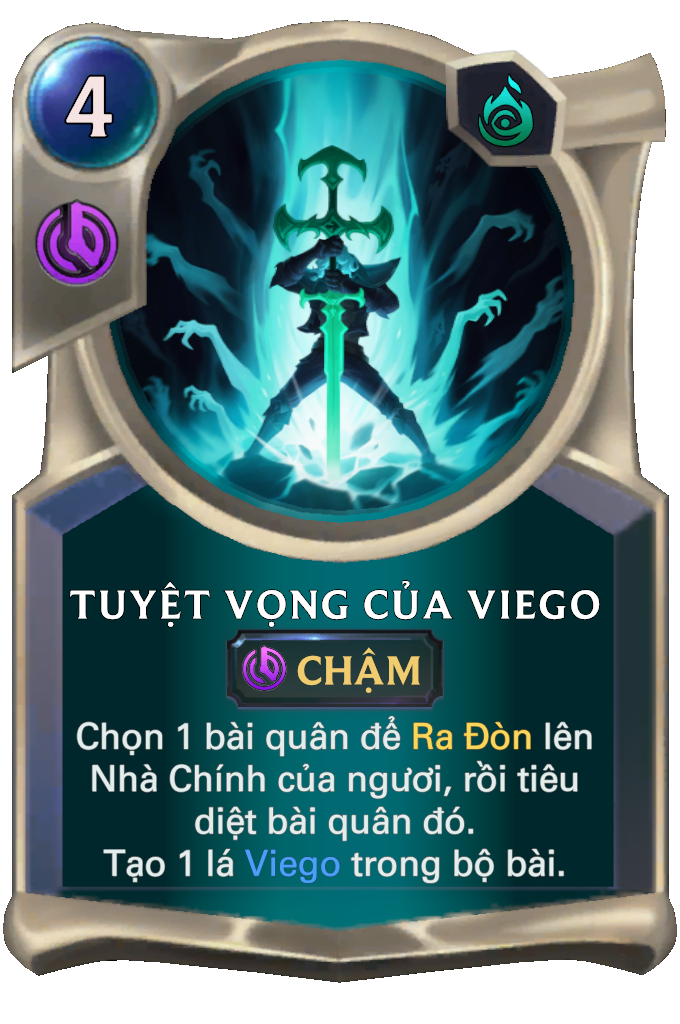 4
TUYỆT VỌNG CỦA VIEGO
CHẬM
Chọn 1 bài quân để Ra Đòn lên
Nhà Chính của ngươi, rồi tiêu
diệt bài quân đó.
Tạo 1 lá Viego trong bộ bài.